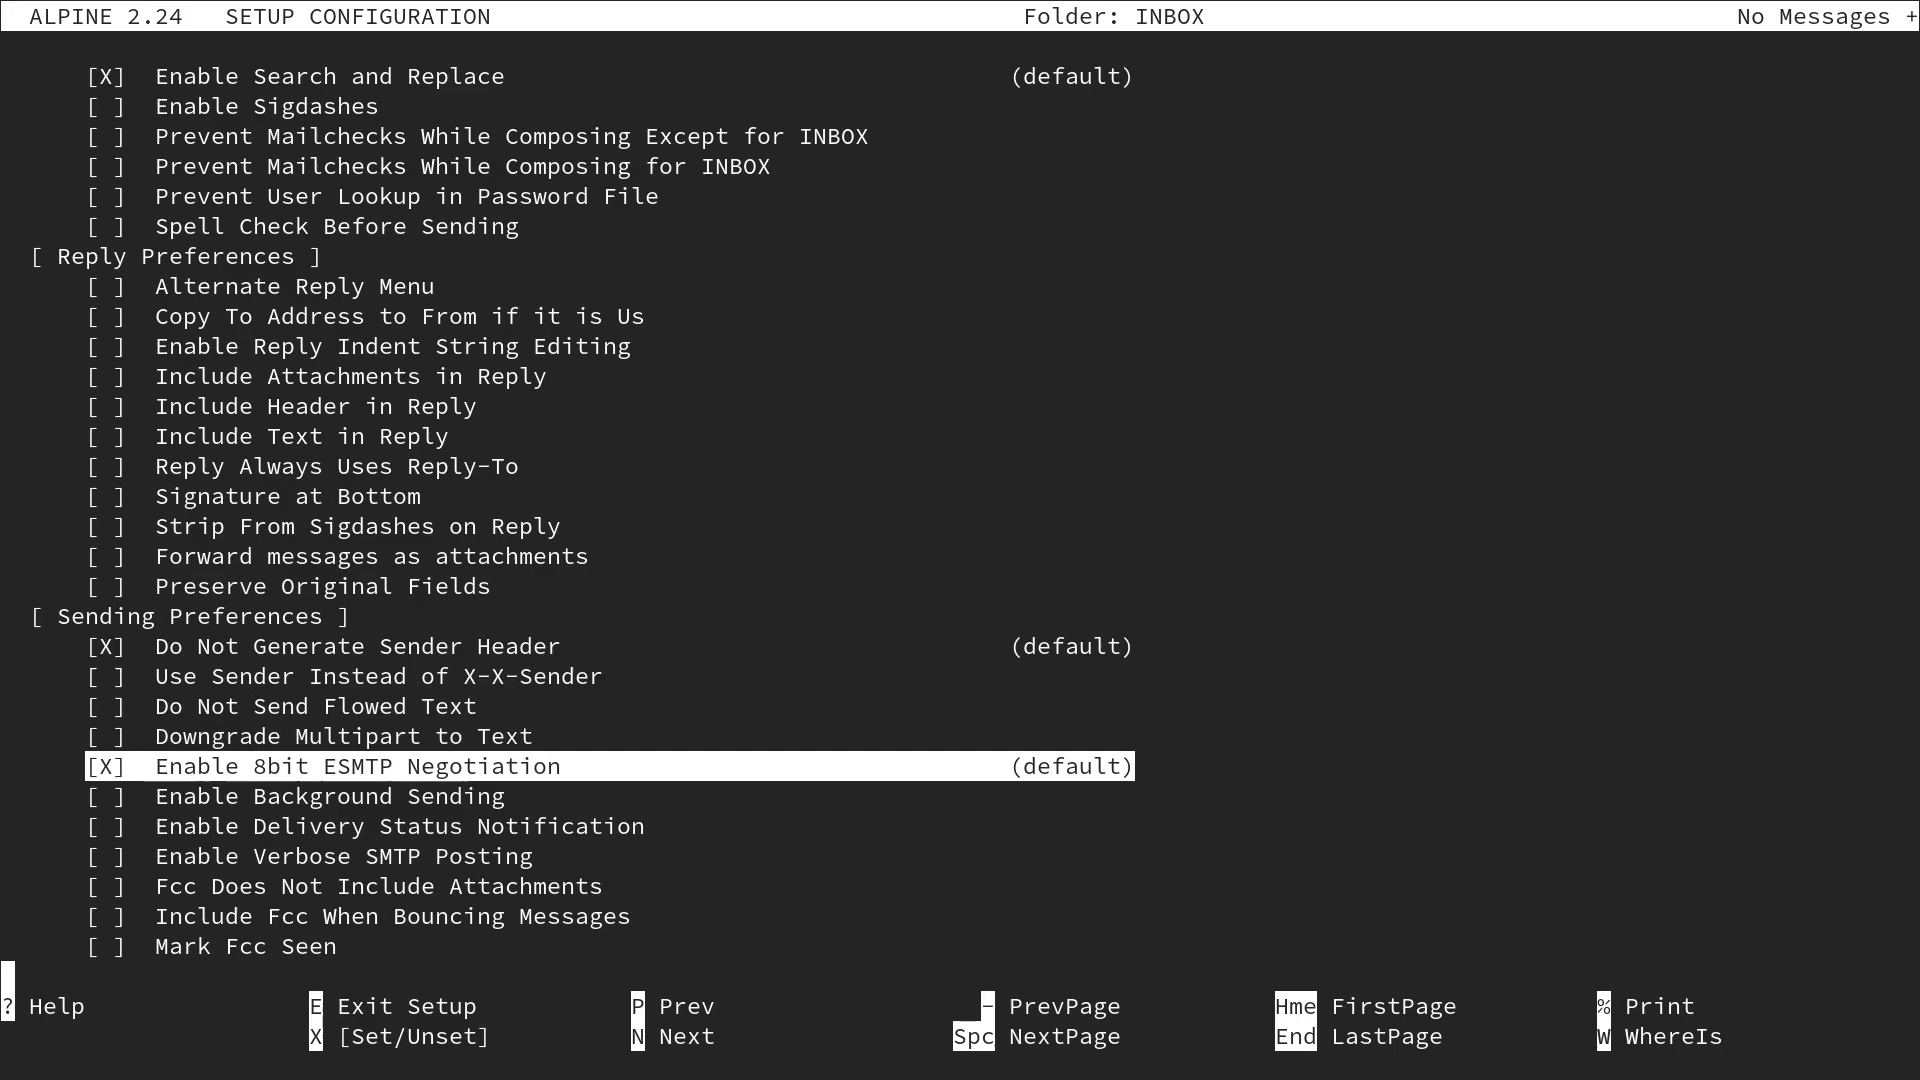 ALPINE 2.24   SETUP CONFIGURATION                                      Folder: INBOX                                      No Messages +
[X]  Enable Search and Replace                                    (default)
[ ]  Enable Sigdashes
[ ]  Prevent Mailchecks While Composing Except for INBOX
[ ]  Prevent Mailchecks While Composing for INBOX
[ ]  Prevent User Lookup in Password File
[ ]  Spell Check Before Sending
[ Reply Preferences ]
[ ]  Alternate Reply Menu
[ ]  Copy To Address to From if it is Us
[ ]  Enable Reply Indent String Editing
[ ]  Include Attachments in Reply
[ ]  Include Header in Reply
[ ]  Include Text in Reply
[ ]  Reply Always Uses Reply-To
[ ]  Signature at Bottom
[ ]  Strip From Sigdashes on Reply
[ ]  Forward messages as attachments
[ ]  Preserve Original Fields
[ Sending Preferences ]
[X]  Do Not Generate Sender Header                                (default)
[ ]  Use Sender Instead of X-X-Sender
[ ]  Do Not Send Flowed Text
[ ]  Downgrade Multipart to Text
[X]  Enable 8bit ESMTP Negotiation                                (default)
[ ]  Enable Background Sending
[ ]  Enable Delivery Status Notification
[ ]  Enable Verbose SMTP Posting
[ ]  Fcc Does Not Include Attachments
[ ]  Include Fcc When Bouncing Messages
[ ]  Mark Fcc Seen
? Help                E Exit Setup           P Prev                   - PrevPage           Hme FirstPage          % Print
X [Set/Unset]          N Next                 Spc NextPage           End LastPage           W WhereIs